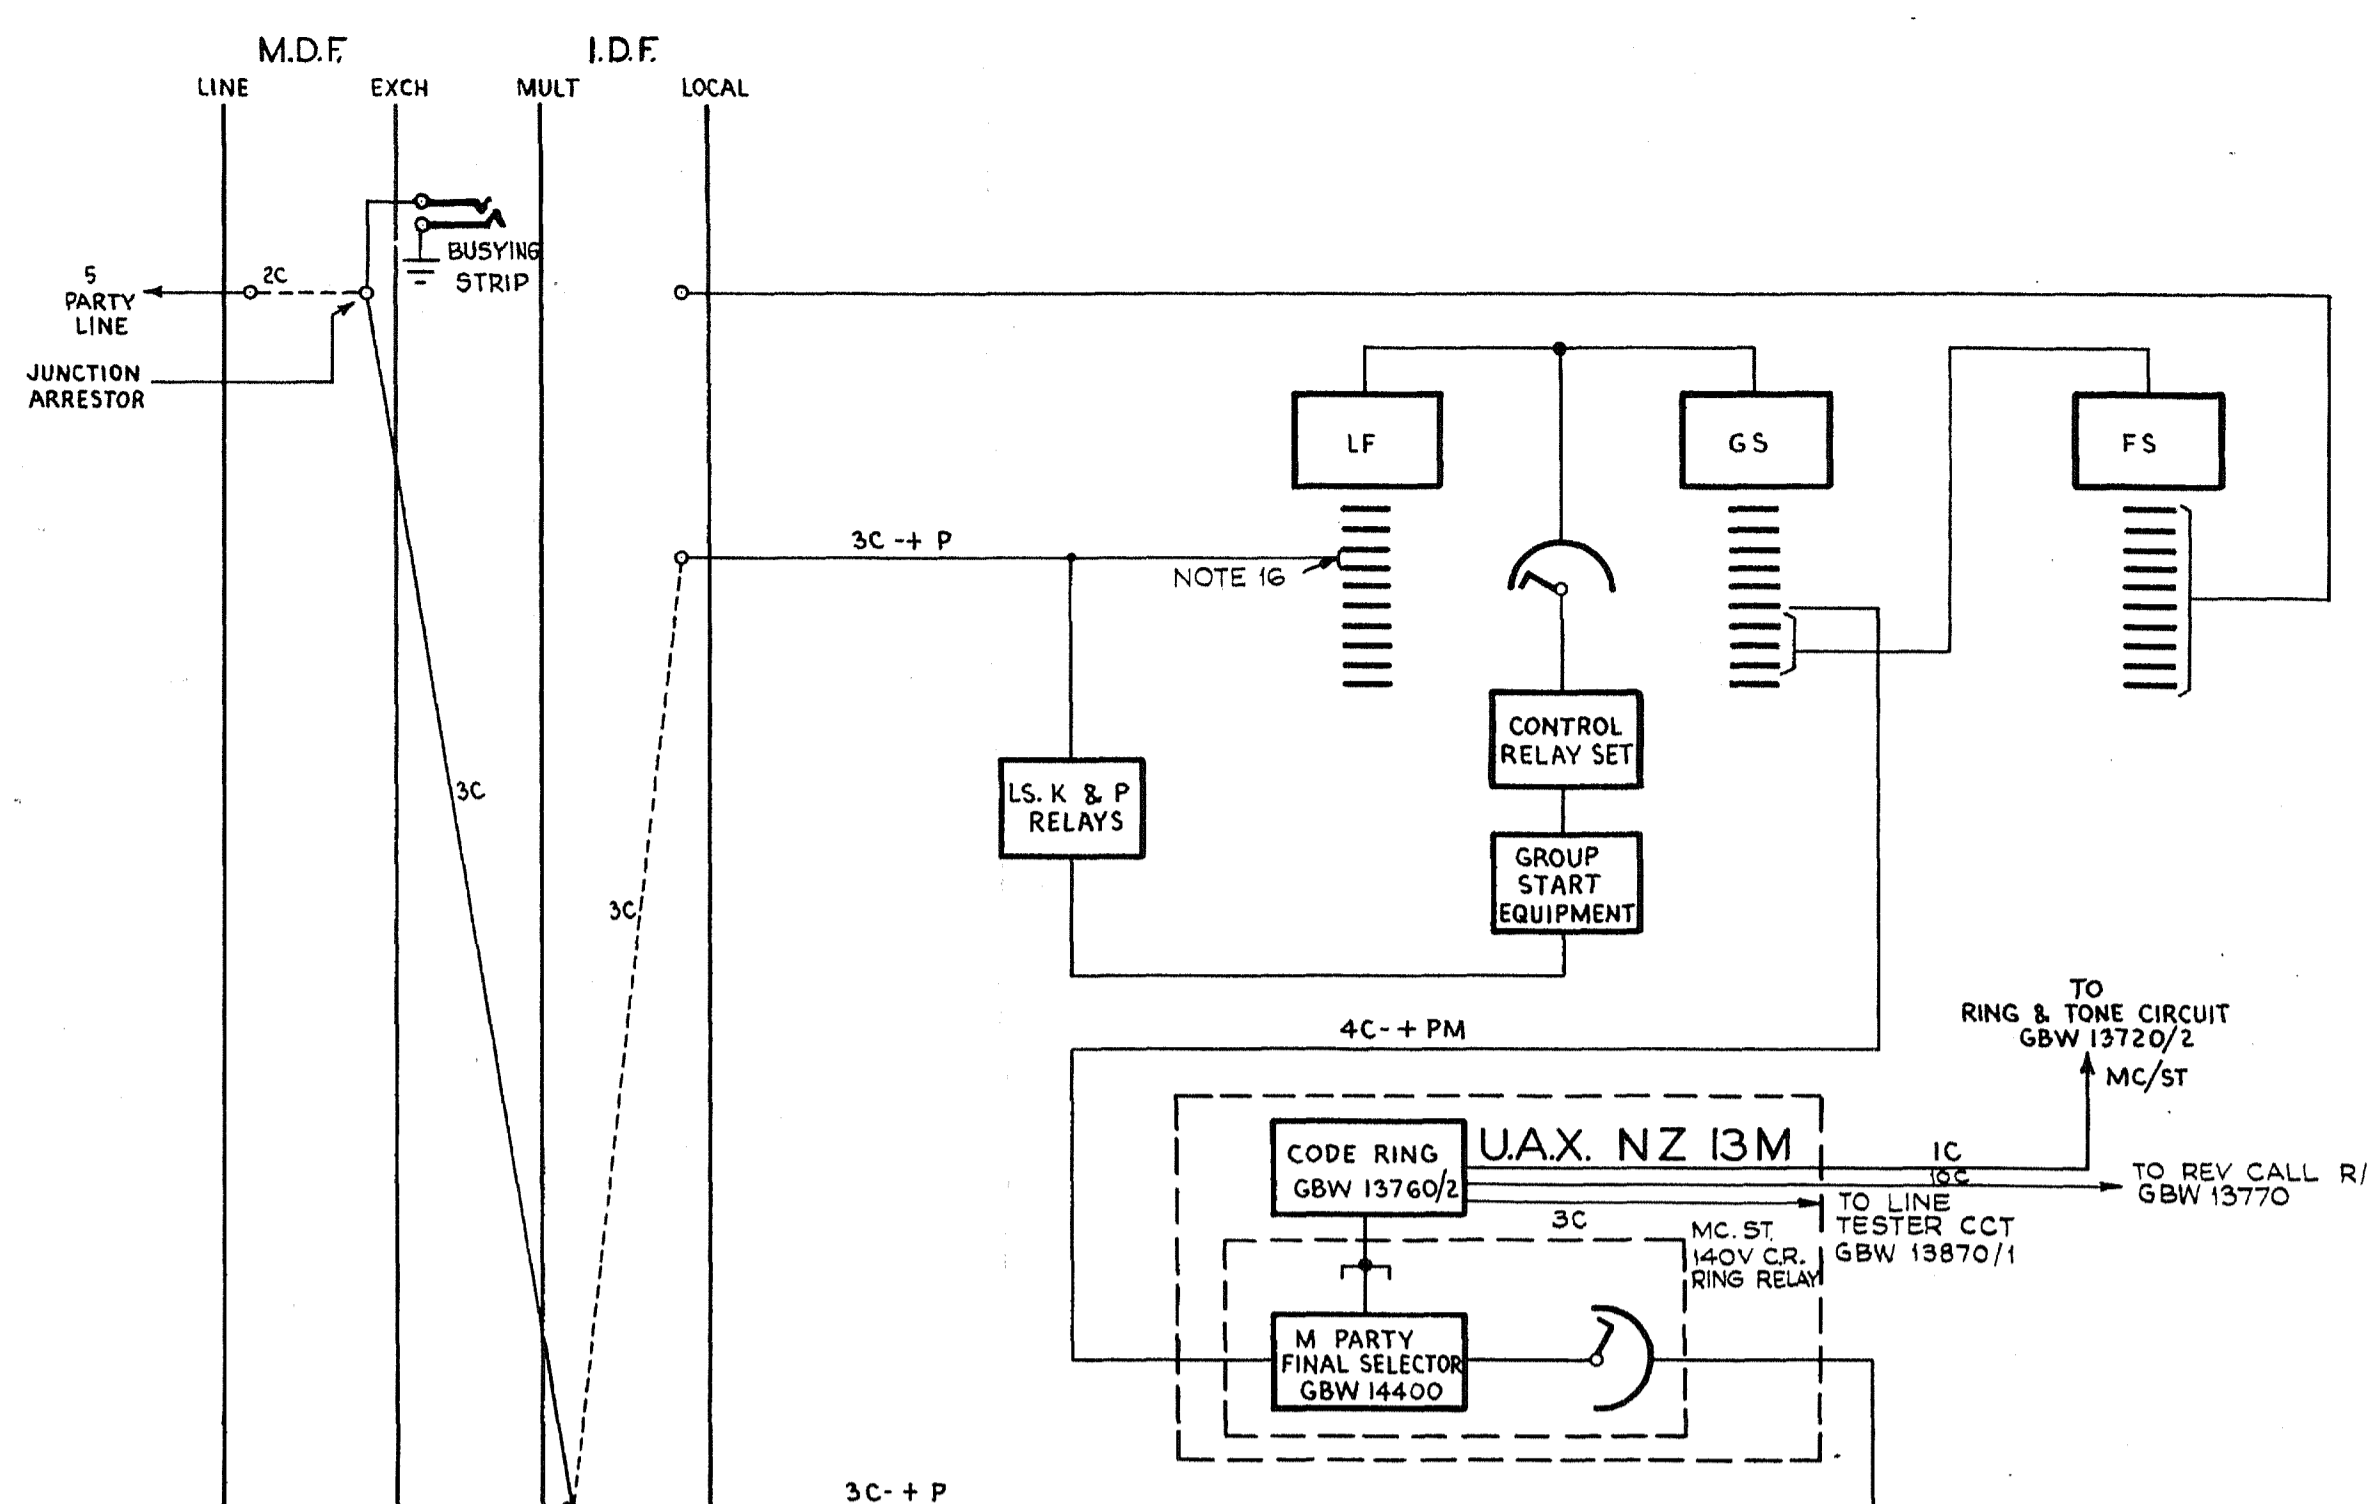 M.D.F.
I.D.F.
LINE
EXCH
MULT
LOCAL
BUSYING
STRIP
5
PARTY
LINE
2C
JUNCTION
ARRESTOR
LF
GS
FS
3C -+ P
NOTE 16
CONTROL
RELAY SET
LS. K & P
RELAYS
3C
GROUP
START
EQUIPMENT
3C
TO
RING & TONE CIRCUIT
GBW 13720/2
MC/ST
4C-+ PM
CODE RING
GBW 13760/2
U.A.X. NZ 13M
1C
10C
TO REV CALL R/
GBW 13770
3C
TO LINE
TESTER CCT
GBW 13870/1
MC. ST.
140V C.R.
RING RELAY
M PARTY
FINAL SELECTOR
GBW 14400
3C-+ P